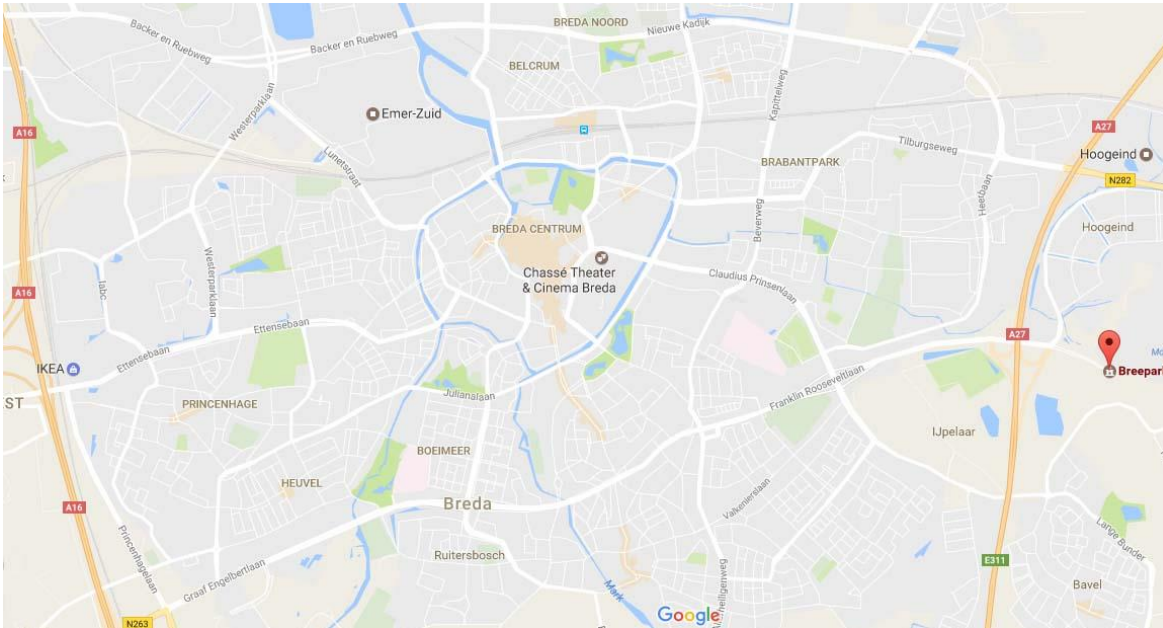 BREDA NOORD
Nieuwe Kadijk
Backer en Ruebweg
Backer en Ruebweg
BELCRUM
Kapittelweg
Westerparklaan
Emer-Zuid
A16
A27
Tilburgseweg
Hoogeind
Lunetstraat
BRABANTPARK
N282
Heerbaan
BREDA CENTRUM
Beverweg
Hoogeind
Westerparklaan
Chassé Theater
& Cinema Breda
Claudius Prinsenlaan
A16
Ettensebaan
A27
Ettensebaan
IKEA
Breepark
Julianalaan
Franklin Rooseveltlaan
PRINCENHAGE
IJpelaar
BOEIMEER
HEUVEL
Valkenierslaan
Breda
A16
Princenhagelaan
Lange Bunder
Ruitersbosch
E311
Graaf Engelbertlaan
Mark
Bavel
Google
N263